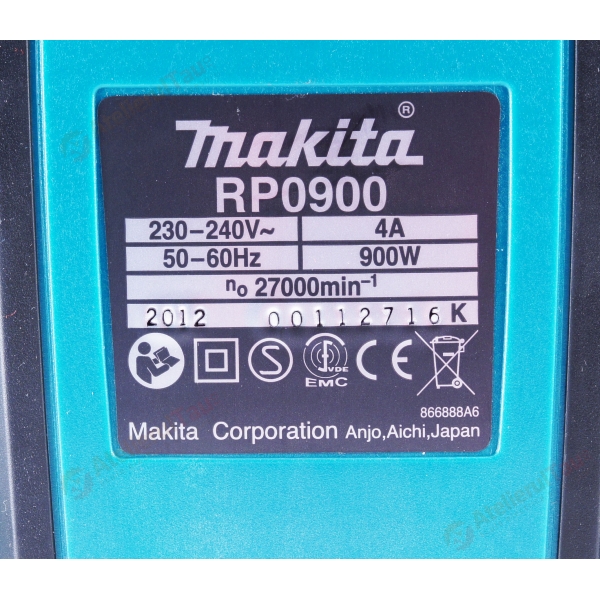 Makita®
RP0900
230–240V~ 4A
50–60Hz 900W
n₀ 27000min⁻¹
2012 00112716 K
S
VDE
EMC
CE
866888A6
Makita Corporation Anjo,Aichi,Japan